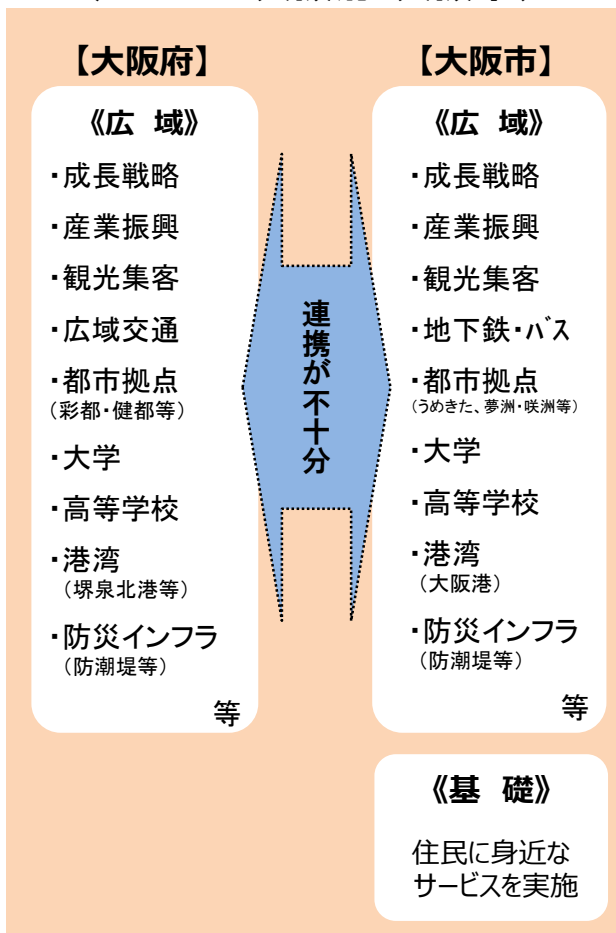 【大阪府】
《広 域》
・成長戦略
・産業振興
・観光集客
・広域交通
・都市拠点
(彩都・健都等)
・大学
・高等学校
・港湾
(堺泉北港等)
・防災インフラ
(防潮堤等)
等
連携が不十分
【大阪市】
《広 域》
・成長戦略
・産業振興
・観光集客
・地下鉄・バス
・都市拠点
(うめきた、夢洲・咲洲等)
・大学
・高等学校
・港湾
(大阪港)
・防災インフラ
(防潮堤等)
等
《基 礎》
住民に身近な
サービスを実施